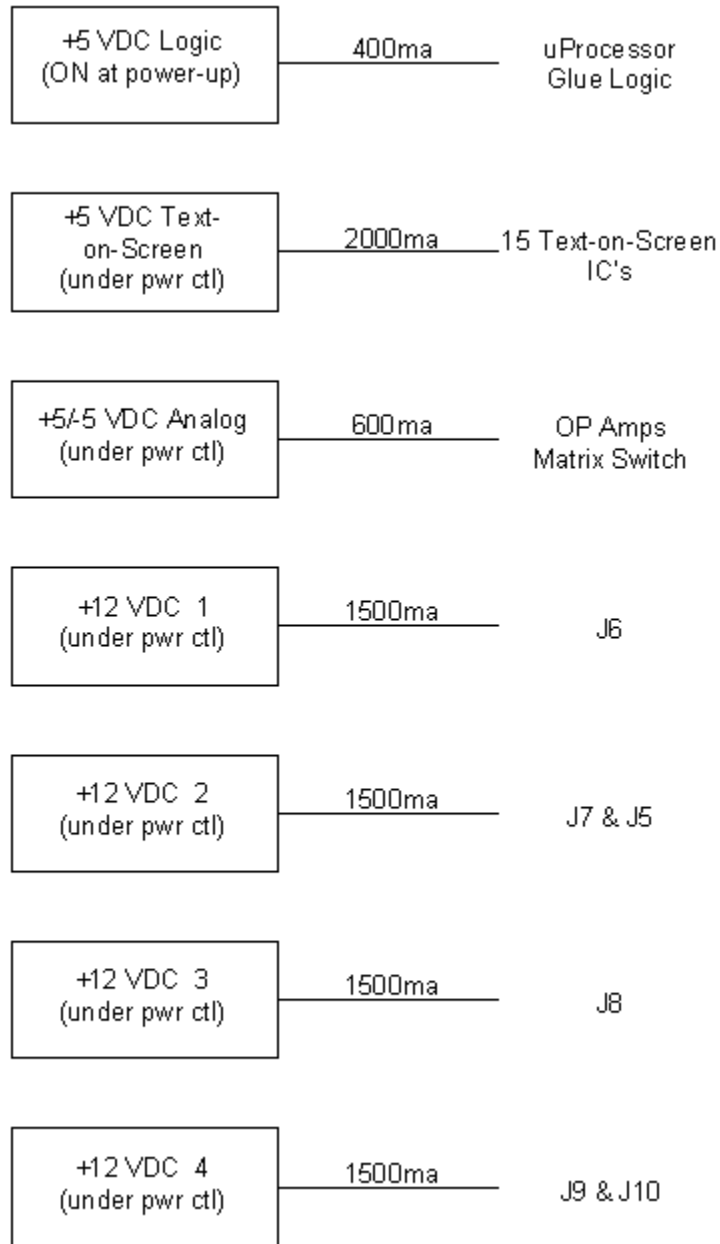 +5 VDC Logic
(ON at power-up)
400ma
uProcessor
Glue Logic
+5 VDC Text-
on-Screen
(under pwr ctl)
2000ma
15 Text-on-Screen
IC's
+5/-5 VDC Analog
(under pwr ctl)
600ma
OP Amps
Matrix Switch
+12 VDC 1
(under pwr ctl)
1500ma
J6
+12 VDC 2
(under pwr ctl)
1500ma
J7 & J5
+12 VDC 3
(under pwr ctl)
1500ma
J8
+12 VDC 4
(under pwr ctl)
1500ma
J9 & J10